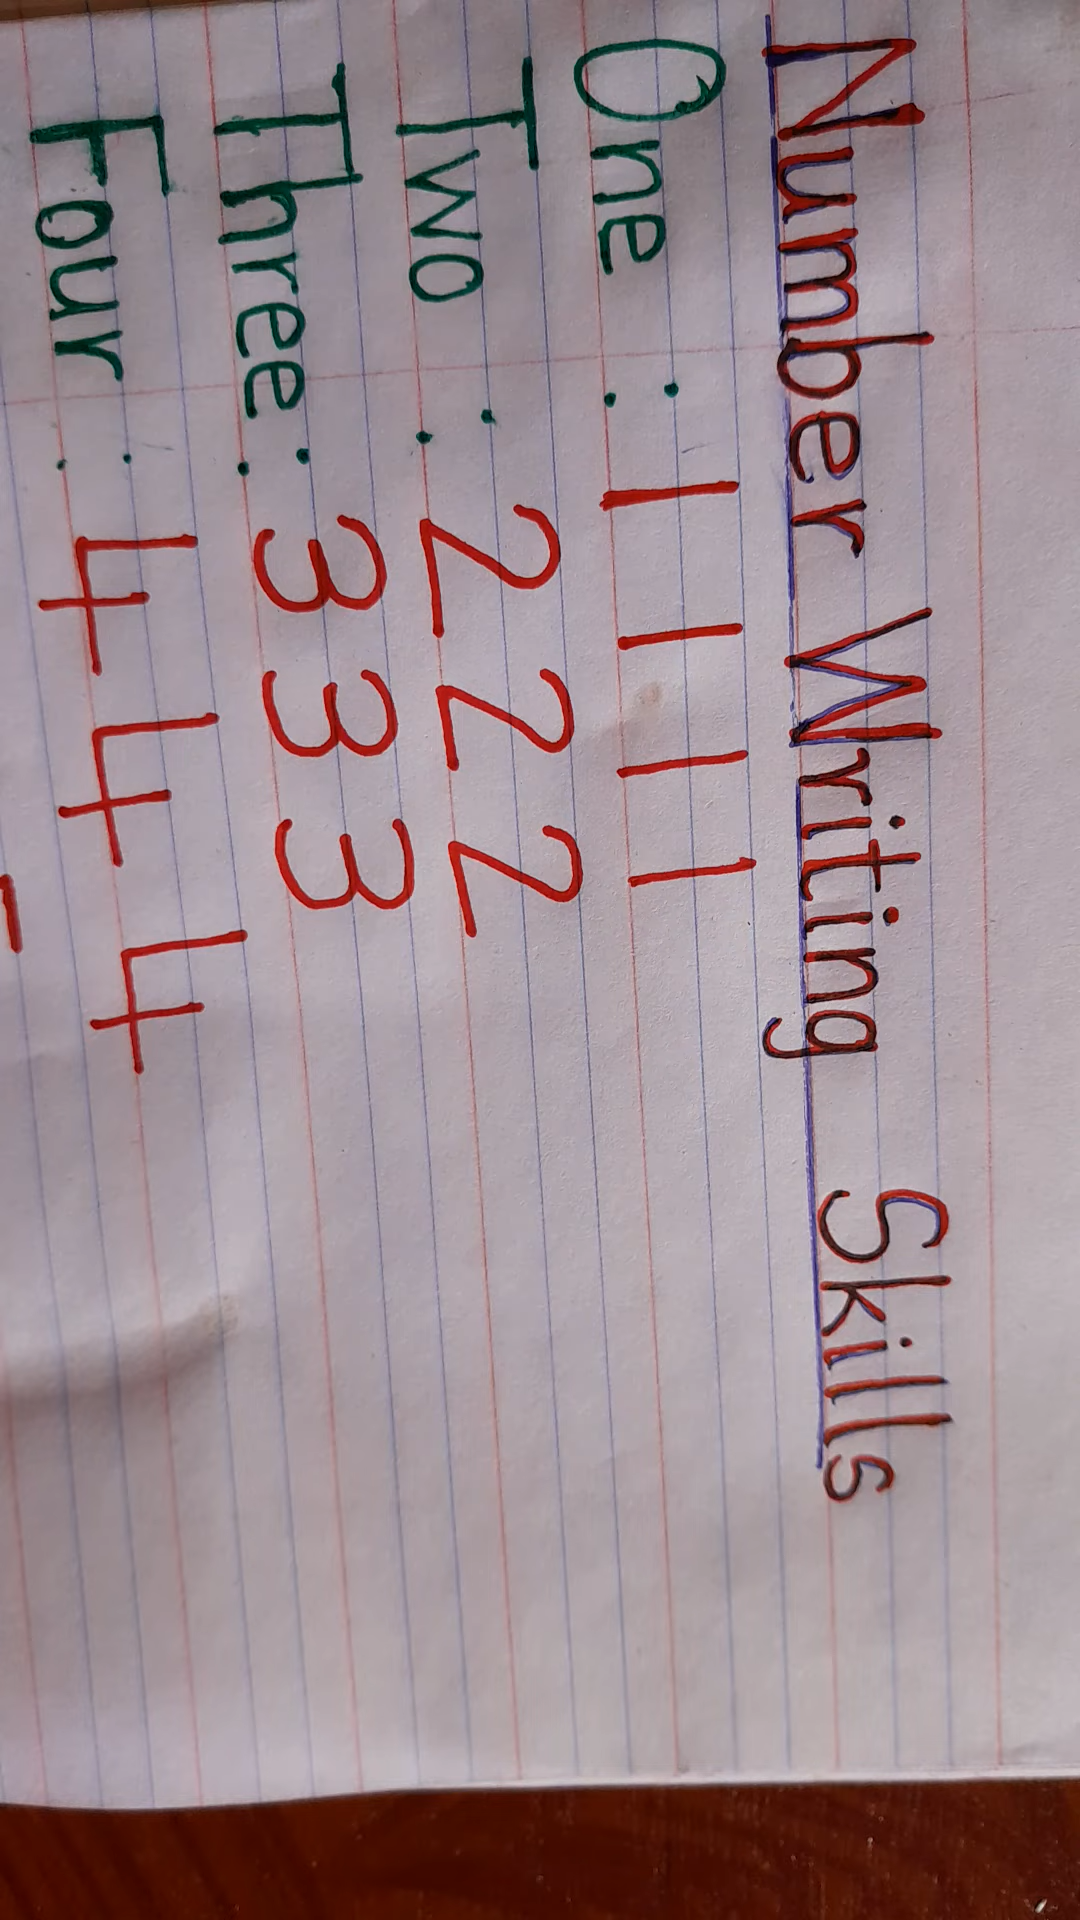 Number Writing Skills
One : 1 1 1 1
Two : 2 2 2
Three : 3 3 3
Four : 4 4 4